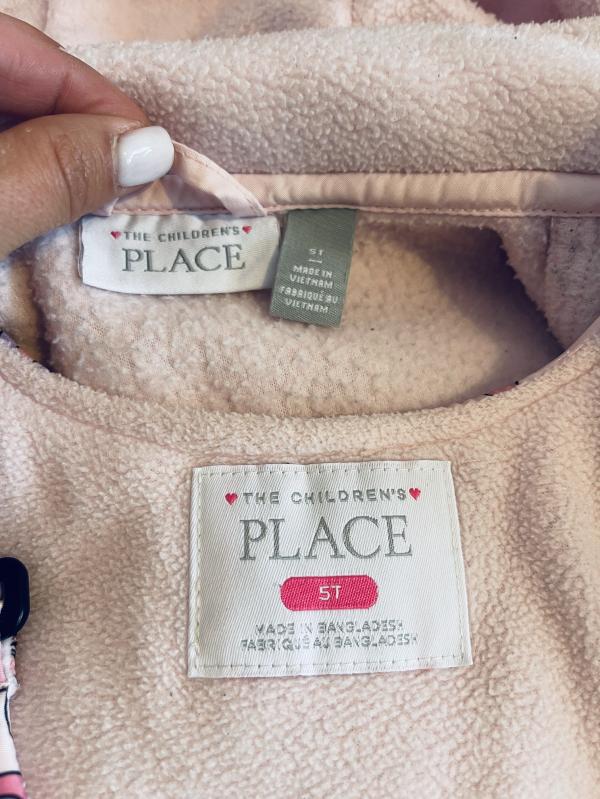 THE CHILDREN'S
PLACE
5T
MADE IN
VIETNAM
FABRIQUÉ AU
VIETNAM
THE CHILDREN'S
PLACE
5T
MADE IN BANGLADESH
FABRIQUÉ AU BANGLADESH